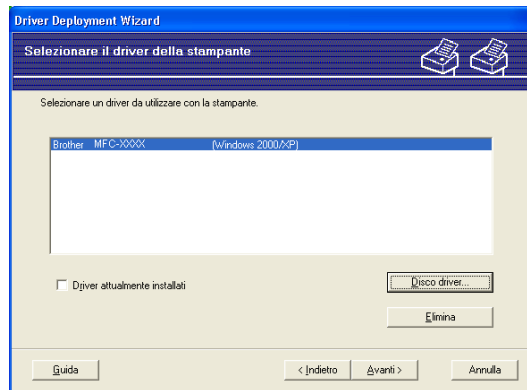 Driver Deployment Wizard
Selezionare il driver della stampante
Selezionare un driver da utilizzare con la stampante.
Brother MFC-XXXX (Windows 2000/XP)
Driver attualmente installati
Disco driver...
Elimina
Guida
< Indietro
Avanti >
Annulla